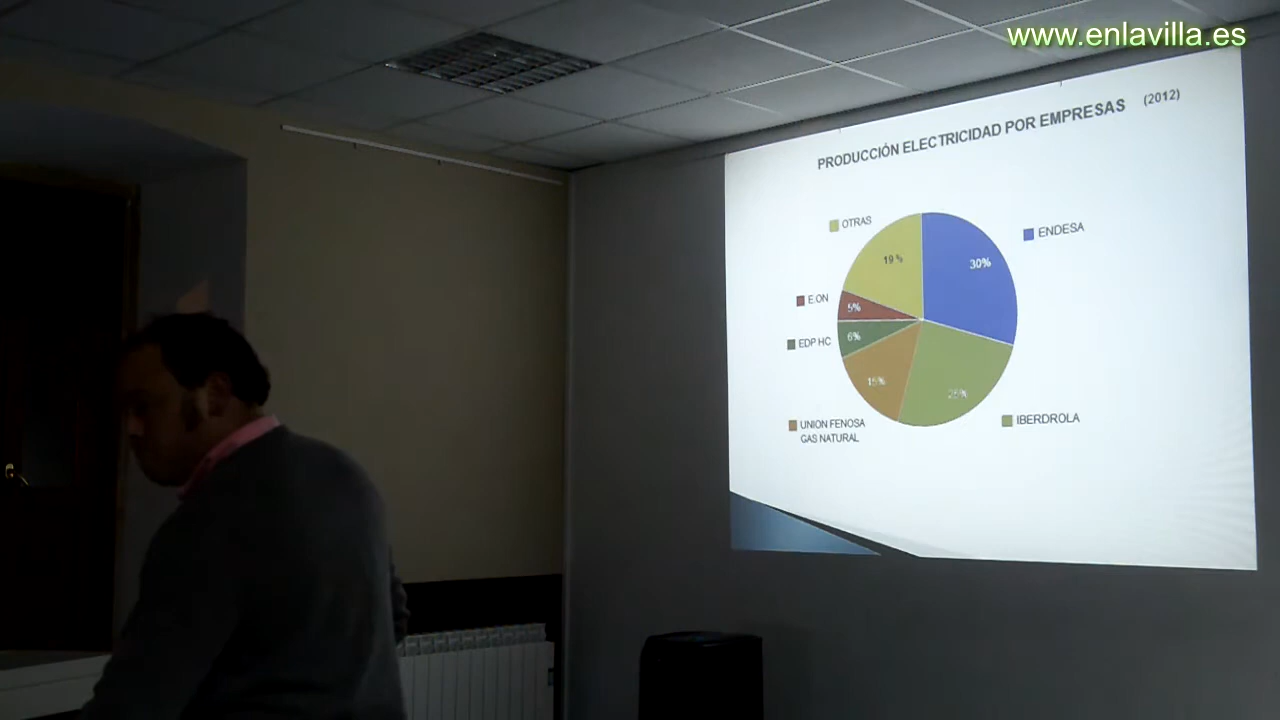 www.enlavilla.es
PRODUCCIÓN ELECTRICIDAD POR EMPRESAS (2012)
OTRAS
ENDESA
19 %
30%
E.ON
5%
EDP HC
6%
15%
25%
UNION FENOSA
GAS NATURAL
IBERDROLA